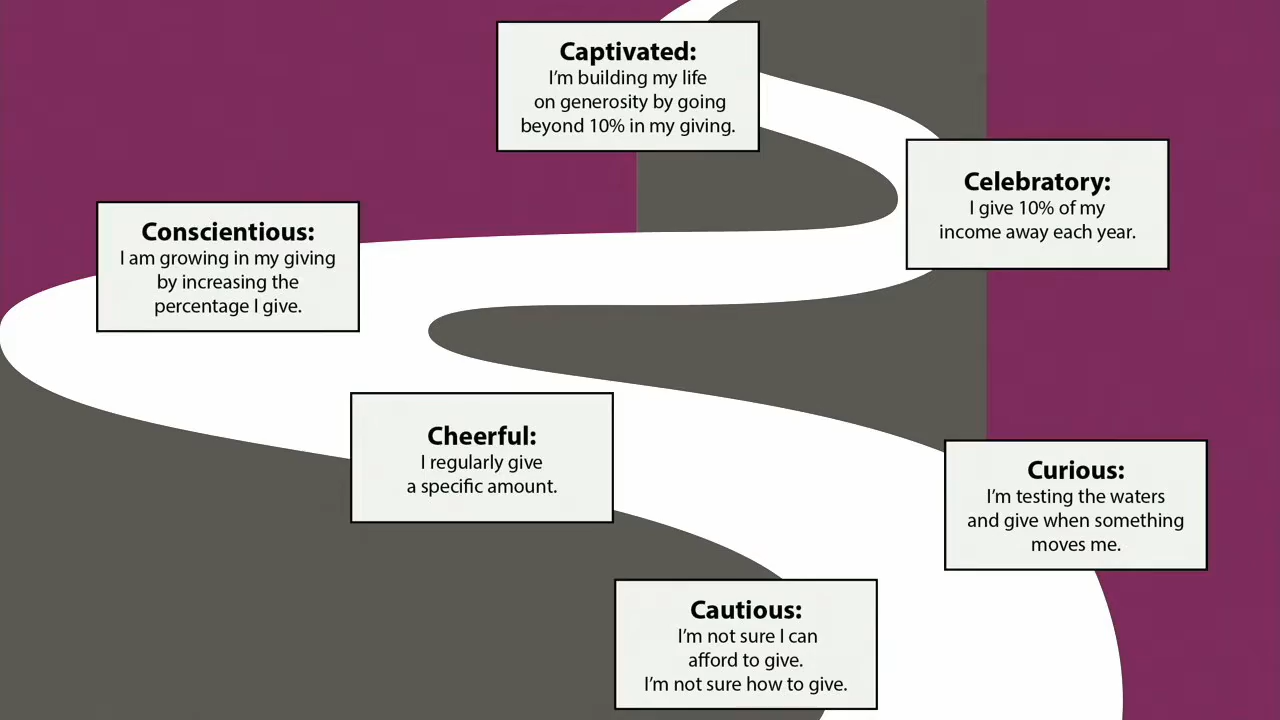 Captivated:
I'm building my life
on generosity by going
beyond 10% in my giving.
Celebratory:
I give 10% of my
income away each year.
Conscientious:
I am growing in my giving
by increasing the
percentage I give.
Cheerful:
I regularly give
a specific amount.
Curious:
I'm testing the waters
and give when something
moves me.
Cautious:
I'm not sure I can
afford to give.
I'm not sure how to give.